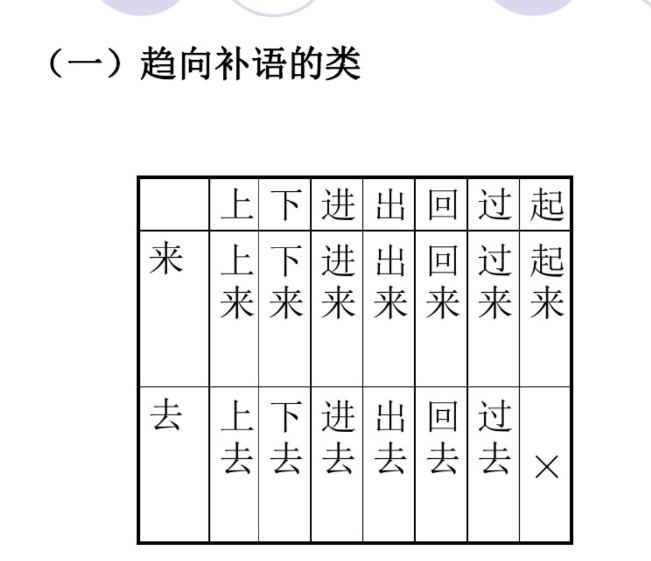 （一）趋向补语的类
上 下 进 出 回 过 起
来 上来 下来 进来 出来 回来 过来 起来
去 上去 下去 进去 出去 回去 过去 ×